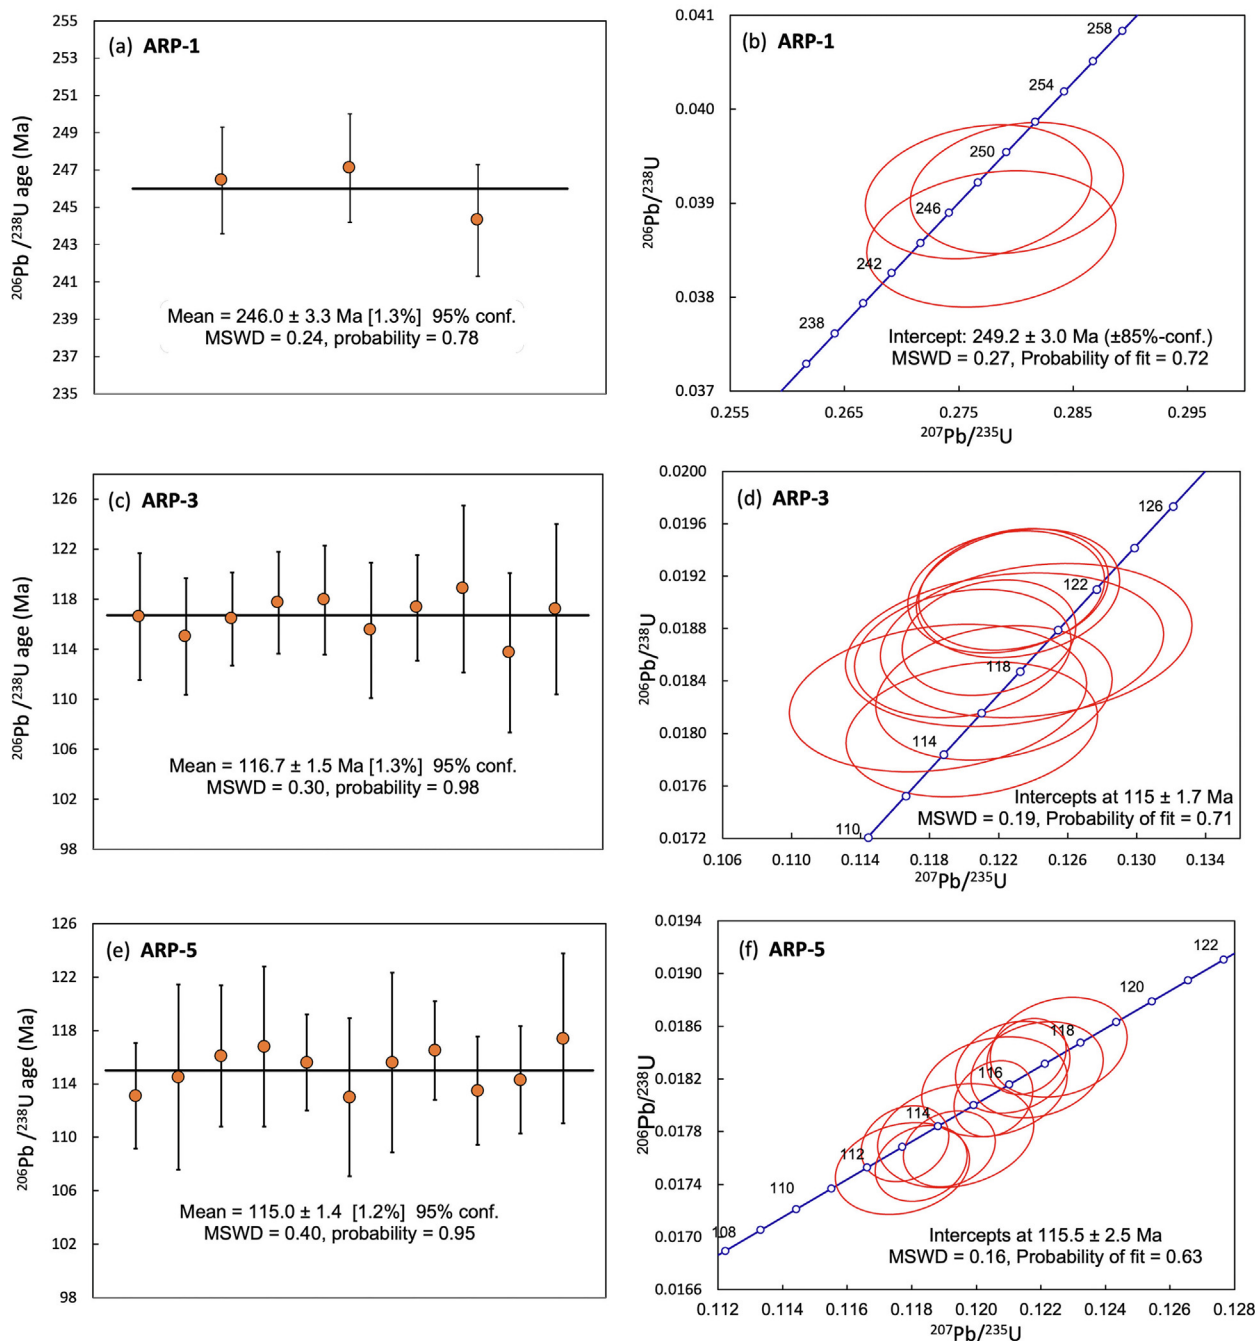 (a) ARP-1
255
253
251
249
247
245
243
241
239
237
235
²⁰⁶Pb /²³⁸U age (Ma)
Mean = 246.0 ± 3.3 Ma [1.3%] 95% conf.
MSWD = 0.24, probability = 0.78
(b) ARP-1
0.041
0.040
0.039
0.038
0.037
²⁰⁶Pb/²³⁸U
258
254
250
246
242
238
Intercept: 249.2 ± 3.0 Ma (±85%-conf.)
MSWD = 0.27, Probability of fit = 0.72
0.255 0.265 0.275 0.285 0.295
²⁰⁷Pb/²³⁵U
(c) ARP-3
126
122
118
114
110
106
102
98
²⁰⁶Pb /²³⁸U age (Ma)
Mean = 116.7 ± 1.5 Ma [1.3%] 95% conf.
MSWD = 0.30, probability = 0.98
(d) ARP-3
0.0200
0.0196
0.0192
0.0188
0.0184
0.0180
0.0176
0.0172
²⁰⁶Pb/²³⁸U
126
122
118
114
110
Intercepts at 115 ± 1.7 Ma
MSWD = 0.19, Probability of fit = 0.71
0.106 0.110 0.114 0.118 0.122 0.126 0.130 0.134
²⁰⁷Pb/²³⁵U
(e) ARP-5
126
122
118
114
110
106
102
98
²⁰⁶Pb /²³⁸U age (Ma)
Mean = 115.0 ± 1.4 [1.2%] 95% conf.
MSWD = 0.40, probability = 0.95
(f) ARP-5
0.0194
0.0190
0.0186
0.0182
0.0178
0.0174
0.0170
0.0166
²⁰⁶Pb/²³⁸U
122
120
118
116
114
112
110
108
Intercepts at 115.5 ± 2.5 Ma
MSWD = 0.16, Probability of fit = 0.63
0.112 0.114 0.116 0.118 0.120 0.122 0.124 0.126 0.128
²⁰⁷Pb/²³⁵U